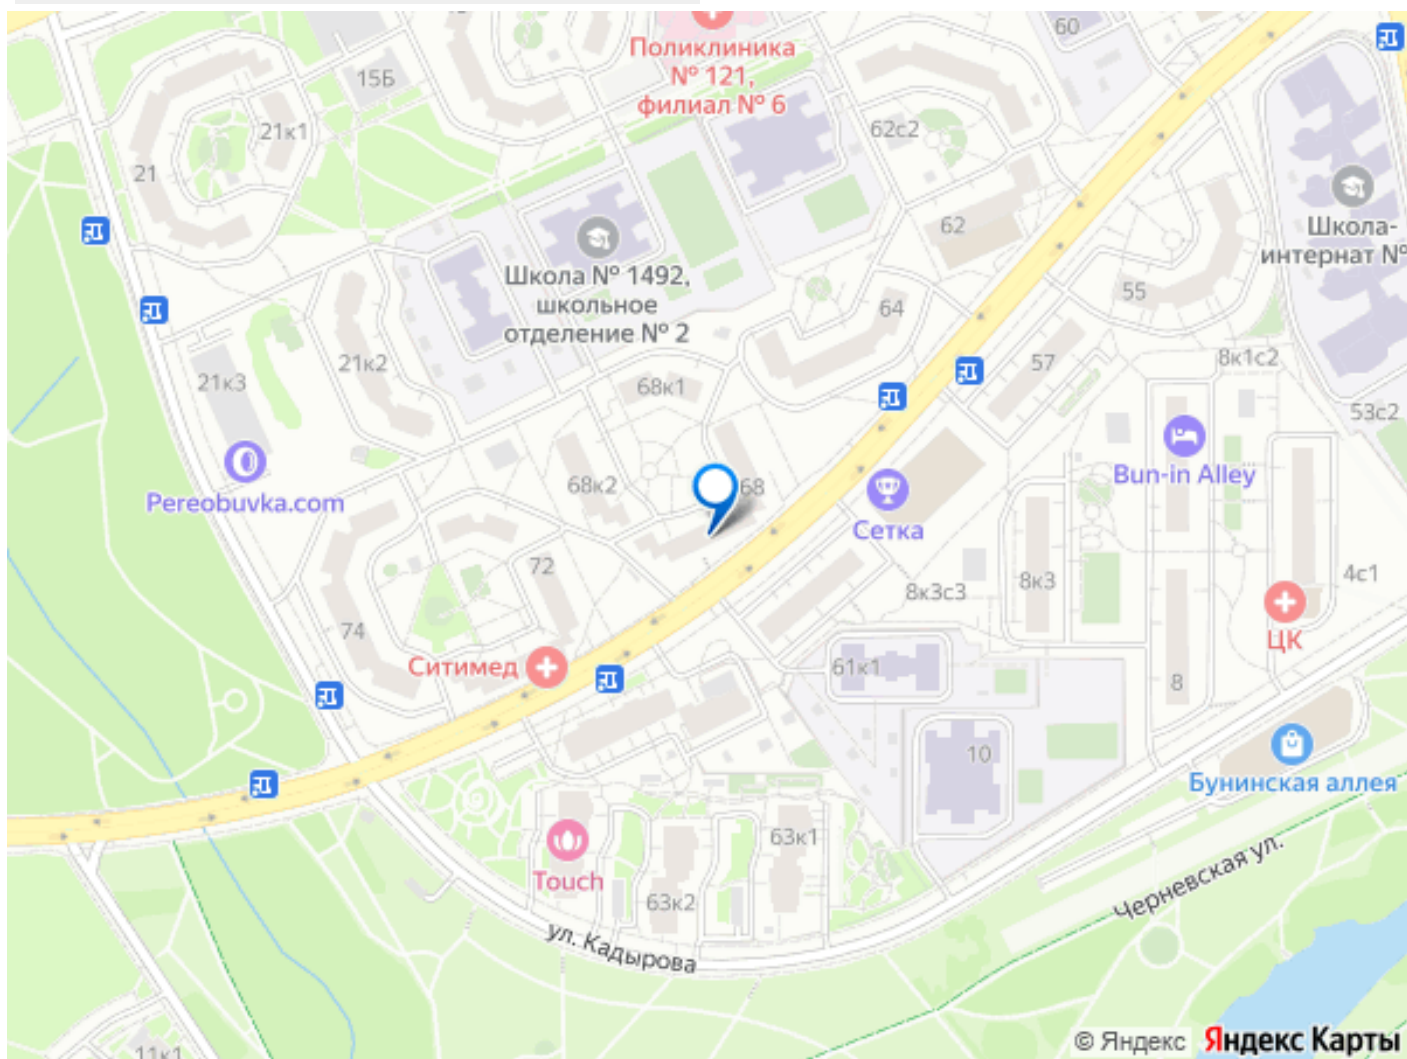 60
Поликлиника
№ 121,
филиал № 6
15Б
21к1
62с2
21
Школа-
интернат №
62
Школа № 1492,
школьное
отделение № 2
55
64
8к1с2
57
21к2
21к3
68к1
53с2
Bun-in Alley
68к2
68
Pereobuvka.com
Сетка
72
8к3
8к3с3
4с1
ЦК
74
Ситимед
61к1
8
10
Бунинская аллея
63к1
Touch
63к2
Черневская ул.
ул. Кадырова
11к1
© Яндекс Яндекс Карты